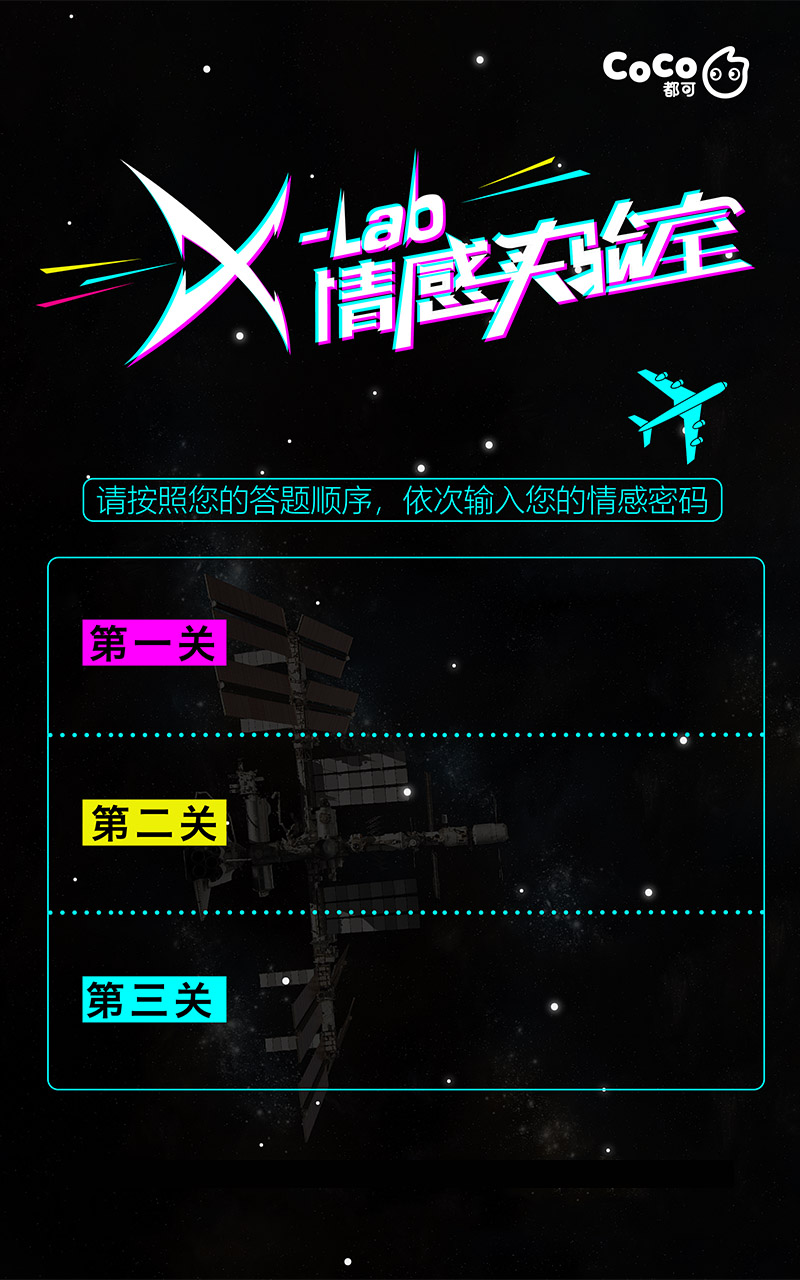 CoCo
都可
X-Lab
情感实验室
请按照您的答题顺序，依次输入您的情感密码
第一关
第二关
第三关